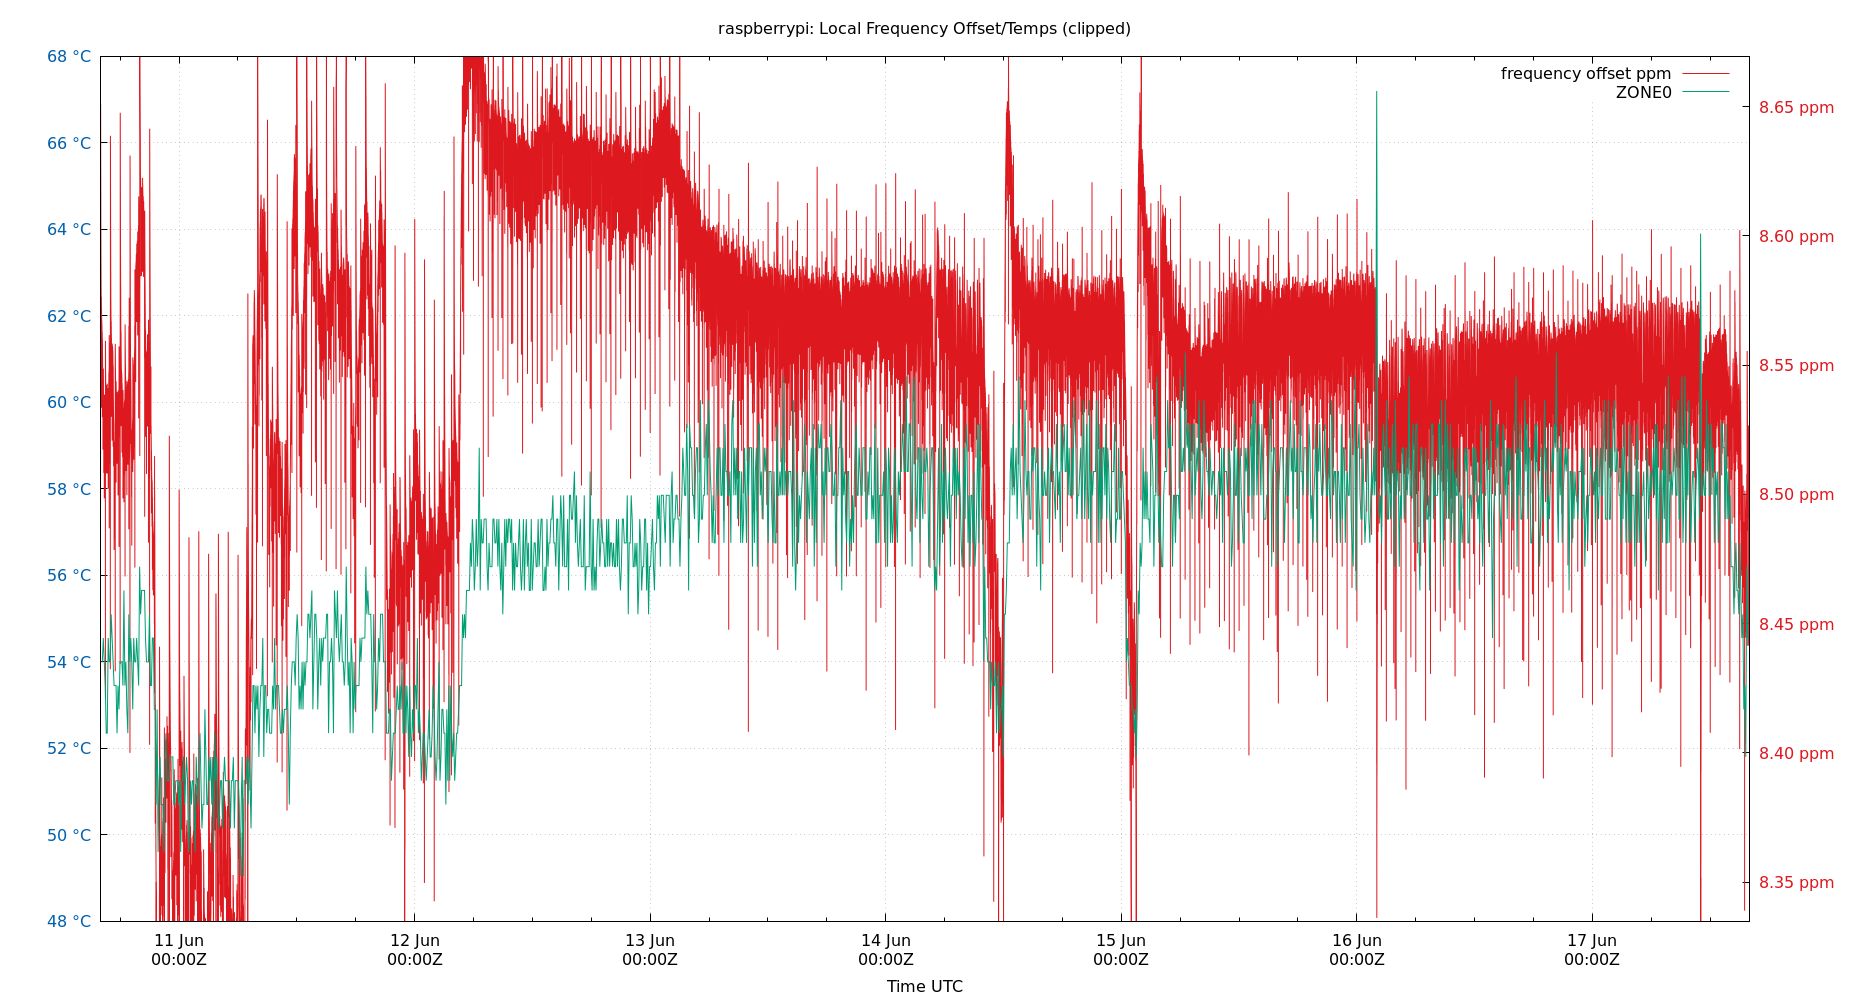 raspberrypi: Local Frequency Offset/Temps (clipped)
frequency offset ppm
ZONE0
68 °C
66 °C
64 °C
62 °C
60 °C
58 °C
56 °C
54 °C
52 °C
50 °C
48 °C
8.65 ppm
8.60 ppm
8.55 ppm
8.50 ppm
8.45 ppm
8.40 ppm
8.35 ppm
11 Jun
00:00Z
12 Jun
00:00Z
13 Jun
00:00Z
14 Jun
00:00Z
15 Jun
00:00Z
16 Jun
00:00Z
17 Jun
00:00Z
Time UTC